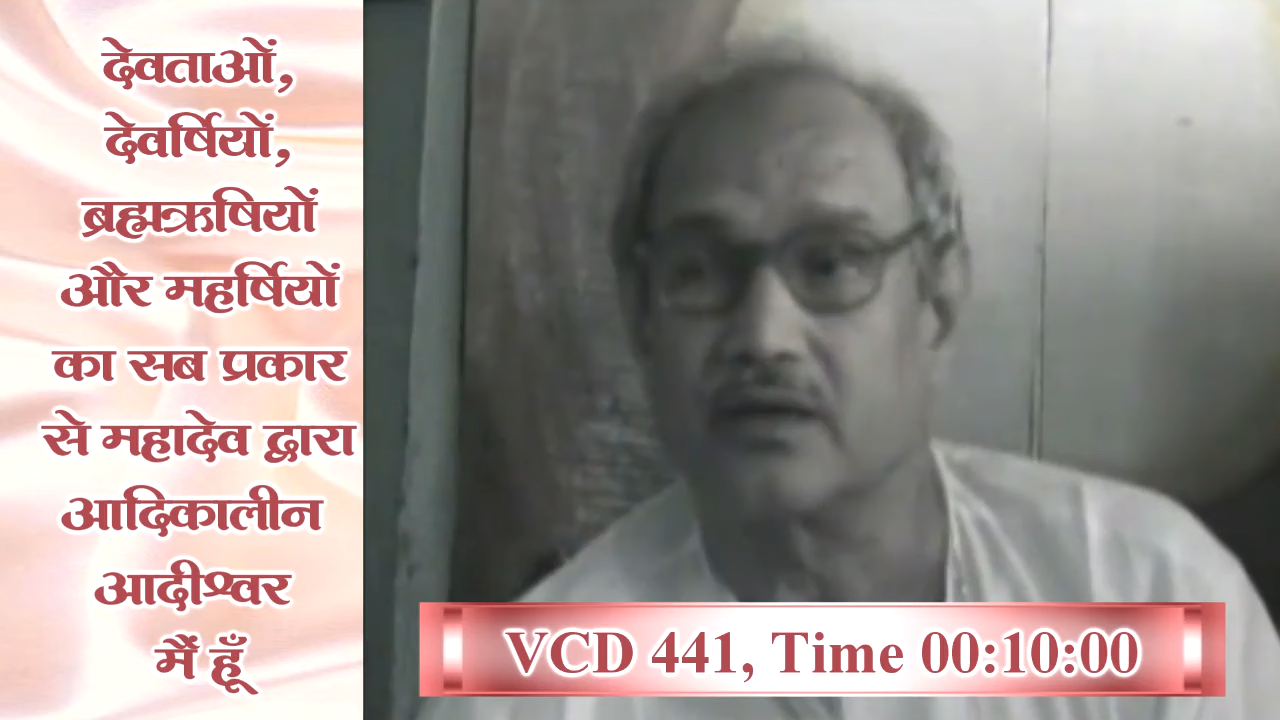 देवताओं,
देवर्षियों,
ब्रह्मऋषियों
और महर्षियों
का सब प्रकार
से महादेव द्वारा
आदिकालीन
आदीश्वर
मैं हूँ
VCD 441, Time 00:10:00